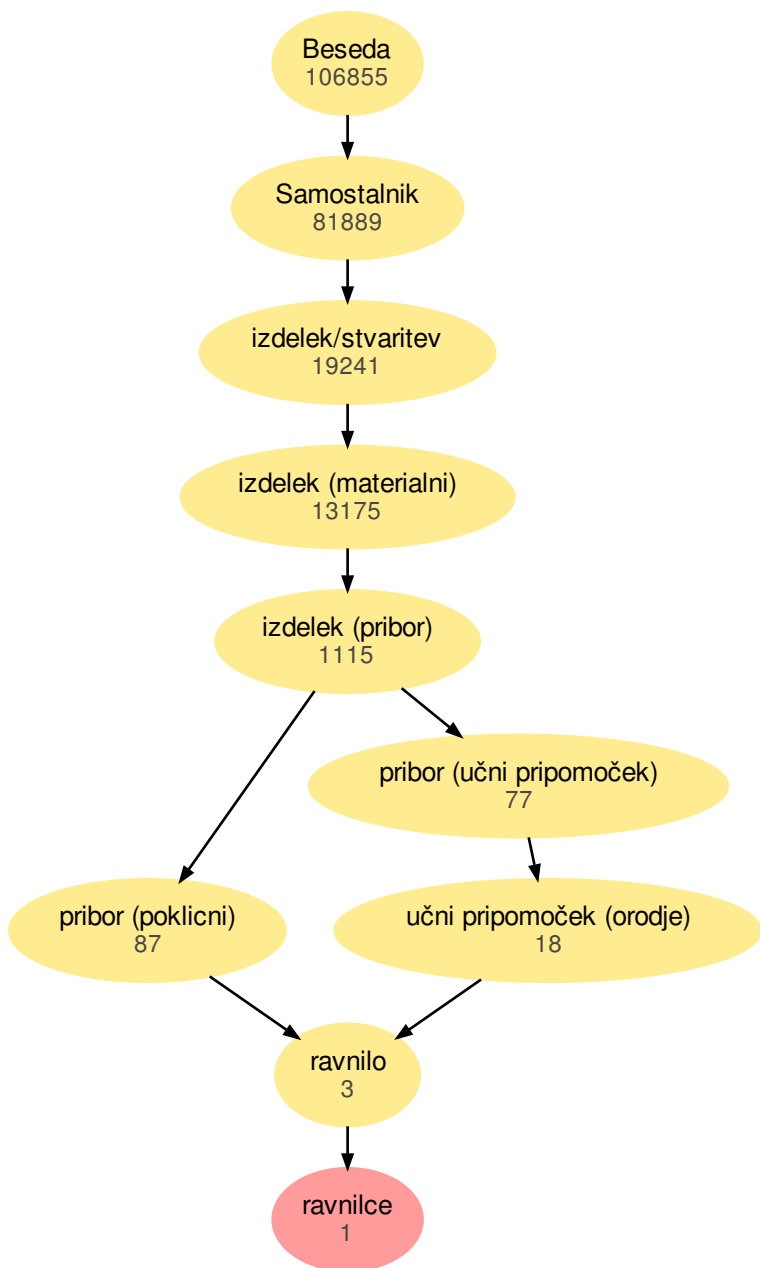 Beseda
106855
Samostalnik
81889
izdelek/stvaritev
19241
izdelek (materialni)
13175
izdelek (pribor)
1115
pribor (učni pripomoček)
77
pribor (poklicni)
87
učni pripomoček (orodje)
18
ravnilo
3
ravnilce
1